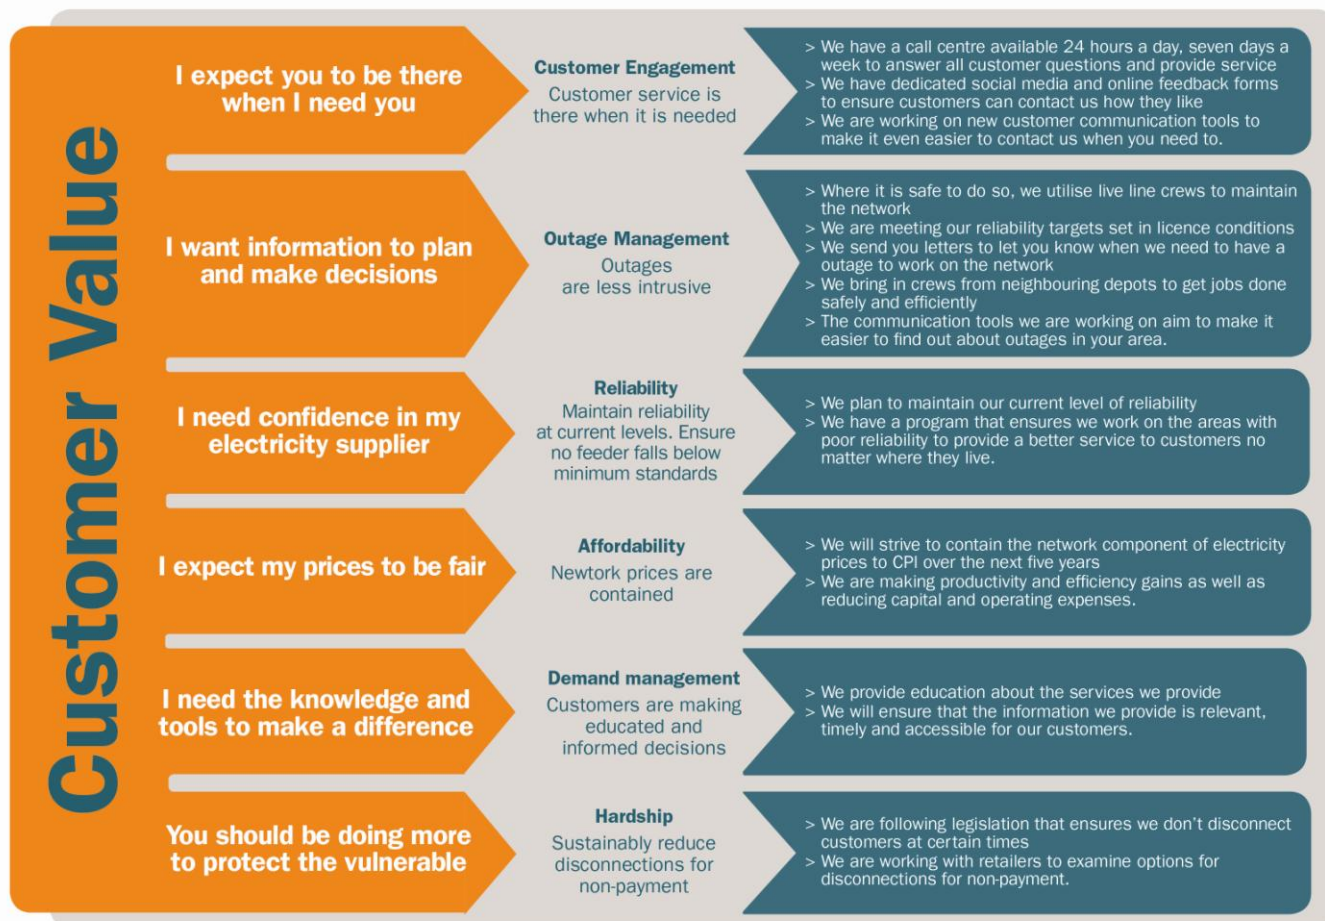 Customer Value
I expect you to be there
when I need you
Customer Engagement
Customer service is
there when it is needed
> We have a call centre available 24 hours a day, seven days a
week to answer all customer questions and provide service
> We have dedicated social media and online feedback forms
to ensure customers can contact us how they like
> We are working on new customer communication tools to
make it even easier to contact us when you need to.
I want information to plan
and make decisions
Outage Management
Outages
are less intrusive
> Where it is safe to do so, we utilise live line crews to maintain
the network
> We are meeting our reliability targets set in licence conditions
> We send you letters to let you know when we need to have a
outage to work on the network
> We bring in crews from neighbouring depots to get jobs done
safely and efficiently
> The communication tools we are working on aim to make it
easier to find out about outages in your area.
I need confidence in my
electricity supplier
Reliability
Maintain reliability
at current levels. Ensure
no feeder falls below
minimum standards
> We plan to maintain our current level of reliability
> We have a program that ensures we work on the areas with
poor reliability to provide a better service to customers no
matter where they live.
I expect my prices to be fair
Affordability
Newtork prices are
contained
> We will strive to contain the network component of electricity
prices to CPI over the next five years
> We are making productivity and efficiency gains as well as
reducing capital and operating expenses.
I need the knowledge and
tools to make a difference
Demand management
Customers are making
educated and
informed decisions
> We provide education about the services we provide
> We will ensure that the information we provide is relevant,
timely and accessible for our customers.
You should be doing more
to protect the vulnerable
Hardship
Sustainably reduce
disconnections for
non-payment
> We are following legislation that ensures we don't disconnect
customers at certain times
> We are working with retailers to examine options for
disconnections for non-payment.